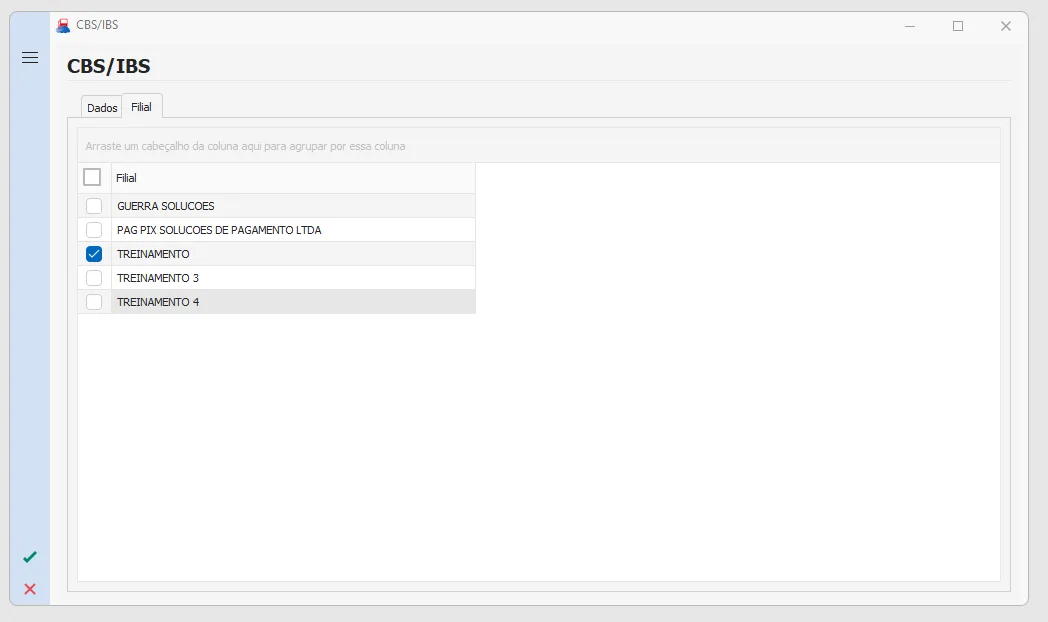 CBS/IBS
CBS/IBS
Dados Filial
Arraste um cabeçalho da coluna aqui para agrupar por essa coluna
Filial
GUERRA SOLUCOES
PAG PIX SOLUCOES DE PAGAMENTO LTDA
TREINAMENTO
TREINAMENTO 3
TREINAMENTO 4